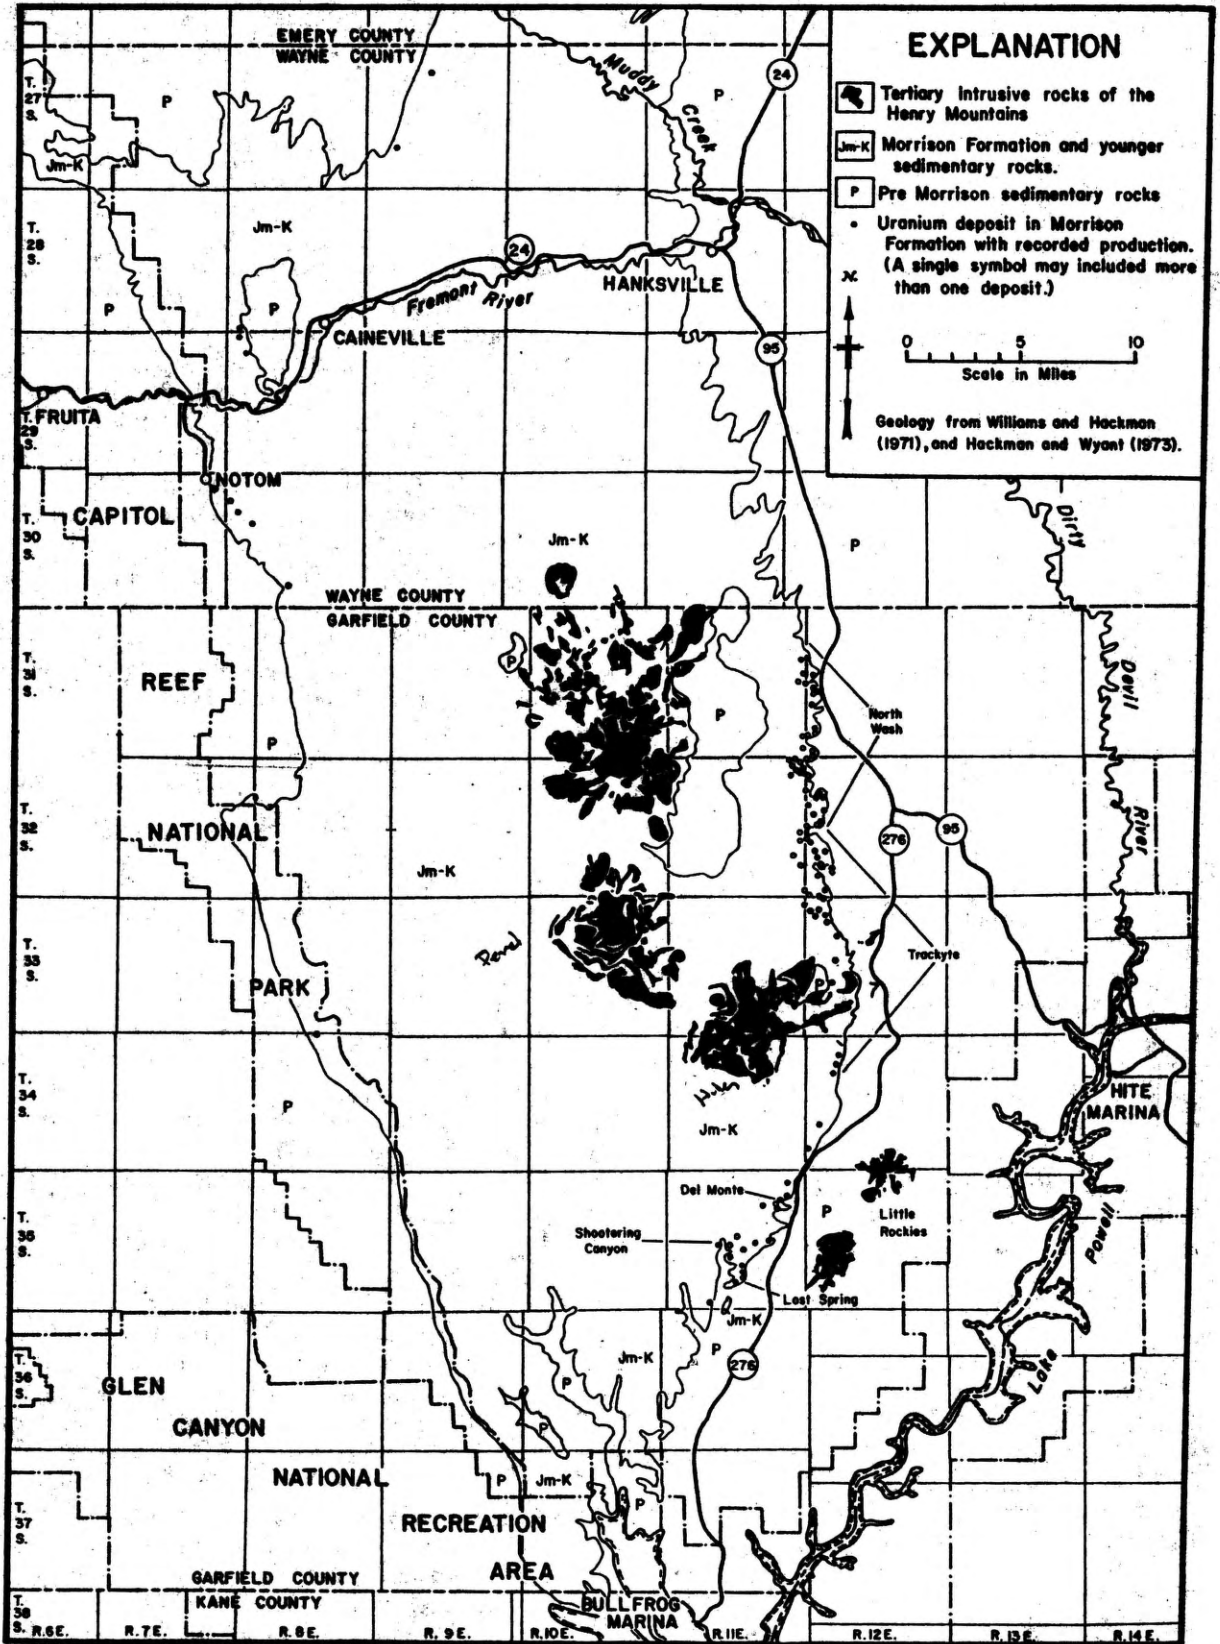 EMERY COUNTY
WAYNE COUNTY
EXPLANATION
Tertiary Intrusive rocks of the
Henry Mountains
Jm-K
Morrison Formation and younger
sedimentary rocks.
P
Pre Morrison sedimentary rocks
Uranium deposit in Morrison
Formation with recorded production.
(A single symbol may included more
than one deposit.)
0 5 10
Scale in Miles
Geology from Williams and Hackman
(1971), and Hackman and Wyant (1973).
T.
27
S.
P
Muddy
Creek
P
24
Jm-K
T.
28
S.
Jm-K
24
HANKSVILLE
Fremont River
P
P
CAINEVILLE
95
T.
29
S.
FRUITA
NOTOM
CAPITOL
T.
30
S.
Jm-K
P
Dirty
Devil
River
WAYNE COUNTY
GARFIELD COUNTY
T.
31
S.
REEF
P
P
P
North
Wash
T.
32
S.
NATIONAL
Jm-K
276
95
T.
33
S.
PARK
Trackyte
P
T.
34
S.
P
Jm-K
HITE
MARINA
Del Monte
P
Little
Rockies
T.
35
S.
Shootering
Canyon
Lost Spring
Powell
Lake
Jm-K
T.
36
S.
GLEN
Jm-K
P
P
276
CANYON
P
NATIONAL
P
Jm-K
P
T.
37
S.
RECREATION
AREA
GARFIELD COUNTY
KANE COUNTY
BULLFROG
MARINA
T.
38
S.
R.6E. R.7E. R.8E. R.9E. R.10E. R.11E. R.12E. R.13E. R.14E.